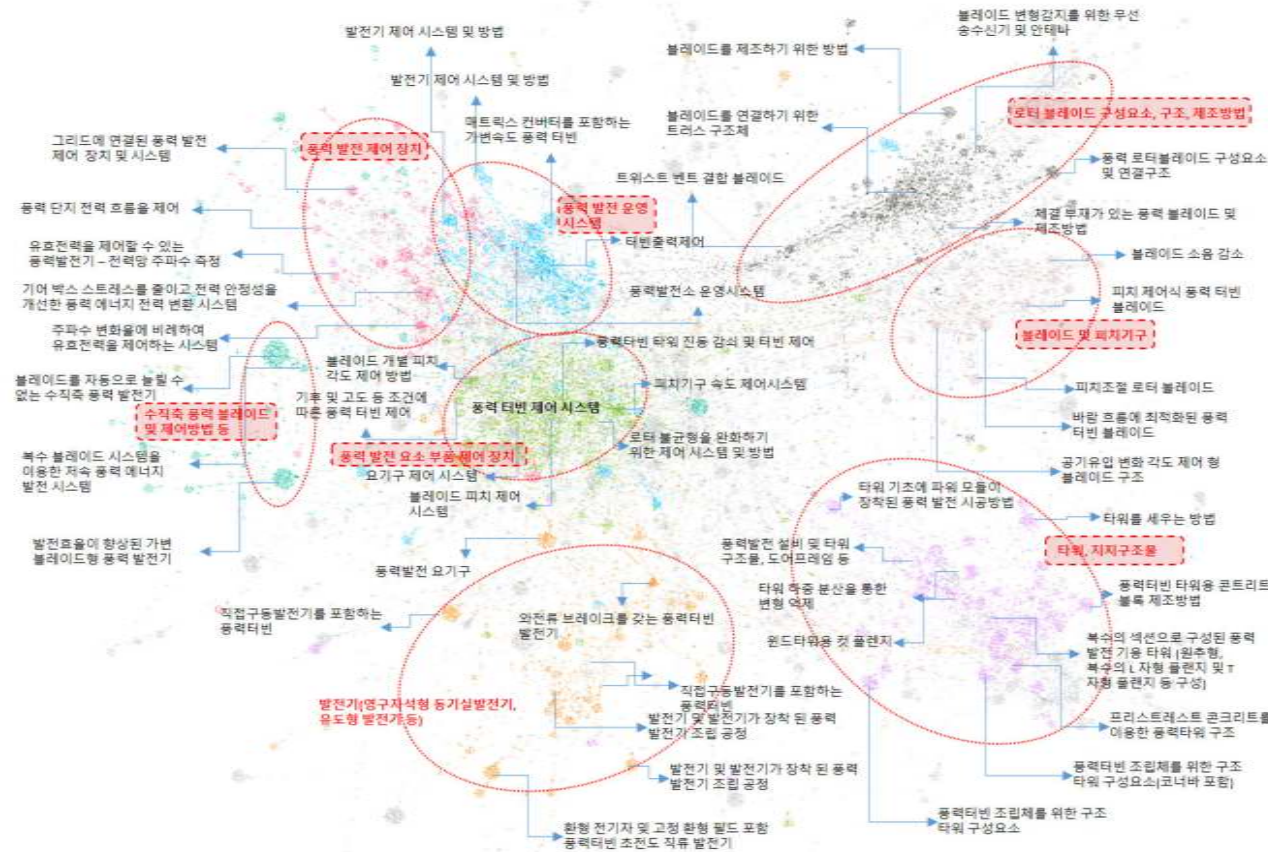 발전기 제어 시스템 및 방법
발전기 제어 시스템 및 방법
매트릭스 컨버터를 포함하는
가변속도 풍력 터빈
그리드에 연결된 풍력 발전
제어 장치 및 시스템
풍력 발전 제어 장치
풍력 단지 전력 흐름을 제어
유효전력을 제어할 수 있는
풍력발전기 – 전력망 주파수 측정
기어 박스 스트레스를 줄이고 전력 안정성을
개선한 풍력 에너지 전력 변환 시스템
주파수 변화율에 비례하여
유효전력을 제어하는 시스템
풍력 발전 운영
시스템
터빈출력제어
풍력발전소 운영시스템
블레이드 변형감지를 위한 무선
송수신기 및 안테나
블레이드를 제조하기 위한 방법
로터 블레이드 구성요소, 구조, 제조방법
블레이드를 연결하기 위한
트러스 구조체
트위스트 벤트 결합 블레이드
풍력 로터블레이드 구성요소
및 연결구조
체결 부재가 있는 풍력 블레이드 및
제조방법
블레이드 소음 감소
피치 제어식 풍력 터빈
블레이드
블레이드 및 피치기구
피치조절 로터 블레이드
바람 흐름에 최적화된 풍력
터빈 블레이드
공기유입 변화 각도 제어 형
블레이드 구조
블레이드를 자동으로 늘릴 수
없는 수직축 풍력 발전기
수직축 풍력 블레이드
및 제어방법 등
복수 블레이드 시스템을
이용한 저속 풍력 에너지
발전 시스템
발전효율이 향상된 가변
블레이드형 풍력 발전기
블레이드 개별 피치
각도 제어 방법
기후 및 고도 등 조건에
따른 풍력 터빈 제어
풍력터빈 타워 진동 감쇠 및 터빈 제어
피치기구 속도 제어시스템
풍력 터빈 제어 시스템
로터 불균형을 완화하기
위한 제어 시스템 및 방법
풍력 발전 요소 부품 제어 장치
요기구 제어 시스템
블레이드 피치 제어
시스템
풍력발전 요기구
직접구동발전기를 포함하는
풍력터빈
와전류 브레이크를 갖는 풍력터빈
발전기
직접구동발전기를 포함하는
풍력터빈
발전기(영구자석형 동기실발전기,
유도형 발전기 등)
발전기 및 발전기가 장착 된 풍력
발전기 조립 공정
발전기 및 발전기가 장착 된 풍력
발전기 조립 공정
환형 전기자 및 고정 환형 필드 포함
풍력터빈 초전도 직류 발전기
타워 기초에 파워 모듈이
장착된 풍력 발전 시공방법
타워를 세우는 방법
풍력발전 설비 및 타워
구조물, 도어프레임 등
타워, 지지구조물
타워 하중 분산을 통한
변형 억제
윈드타워용 컷 플렌지
풍력터빈 타워용 콘트리트
블록 제조방법
복수의 섹션으로 구성된 풍력
발전 기용 타워 (원추형,
복수의 L 자형 플랜지 및 T
자형 플랜지 등 구성)
프리스트레스트 콘크리트를
이용한 풍력타워 구조
풍력터빈 조립체를 위한 구조
타워 구성요소(코너바 포함)
풍력터빈 조립체를 위한 구조
타워 구성요소